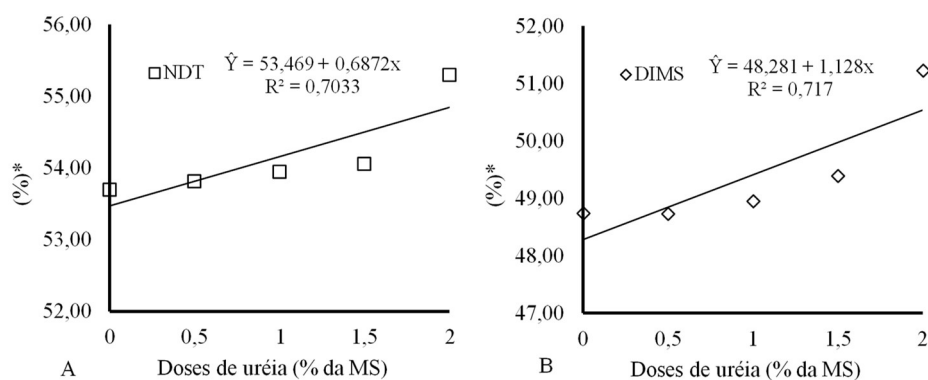 56,00
55,00
54,00
53,00
52,00
(%)*
NDT
Ŷ = 53,469 + 0,6872x
R² = 0,7033
0 0,5 1 1,5 2
A Doses de uréia (% da MS)
52,00
51,00
50,00
49,00
48,00
47,00
(%)*
DIMS
Ŷ = 48,281 + 1,128x
R² = 0,717
0 0,5 1 1,5 2
B Doses de uréia (% da MS)